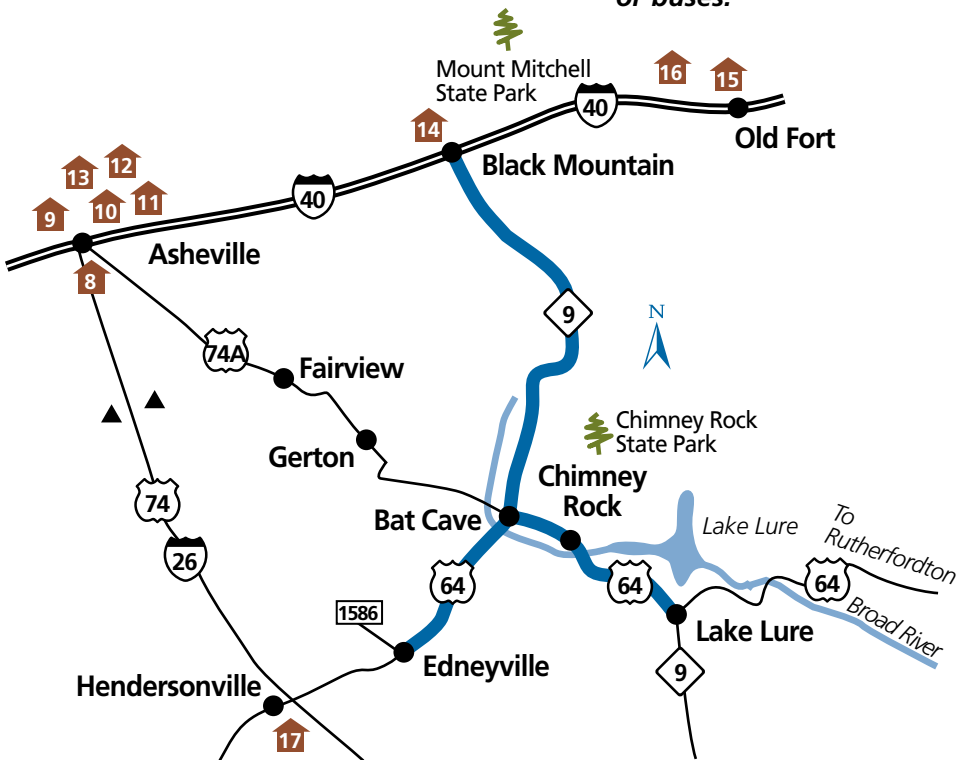 or buses.
Mount Mitchell
State Park
16
15
40
14
Old Fort
Black Mountain
12
13
11
10
9
40
Asheville
8
9
N
74A
Fairview
Chimney Rock
State Park
Gerton
Chimney
Rock
74
Bat Cave
Lake Lure
To
Rutherfordton
26
64
64
64
1586
Broad River
Lake Lure
Edneyville
9
Hendersonville
17